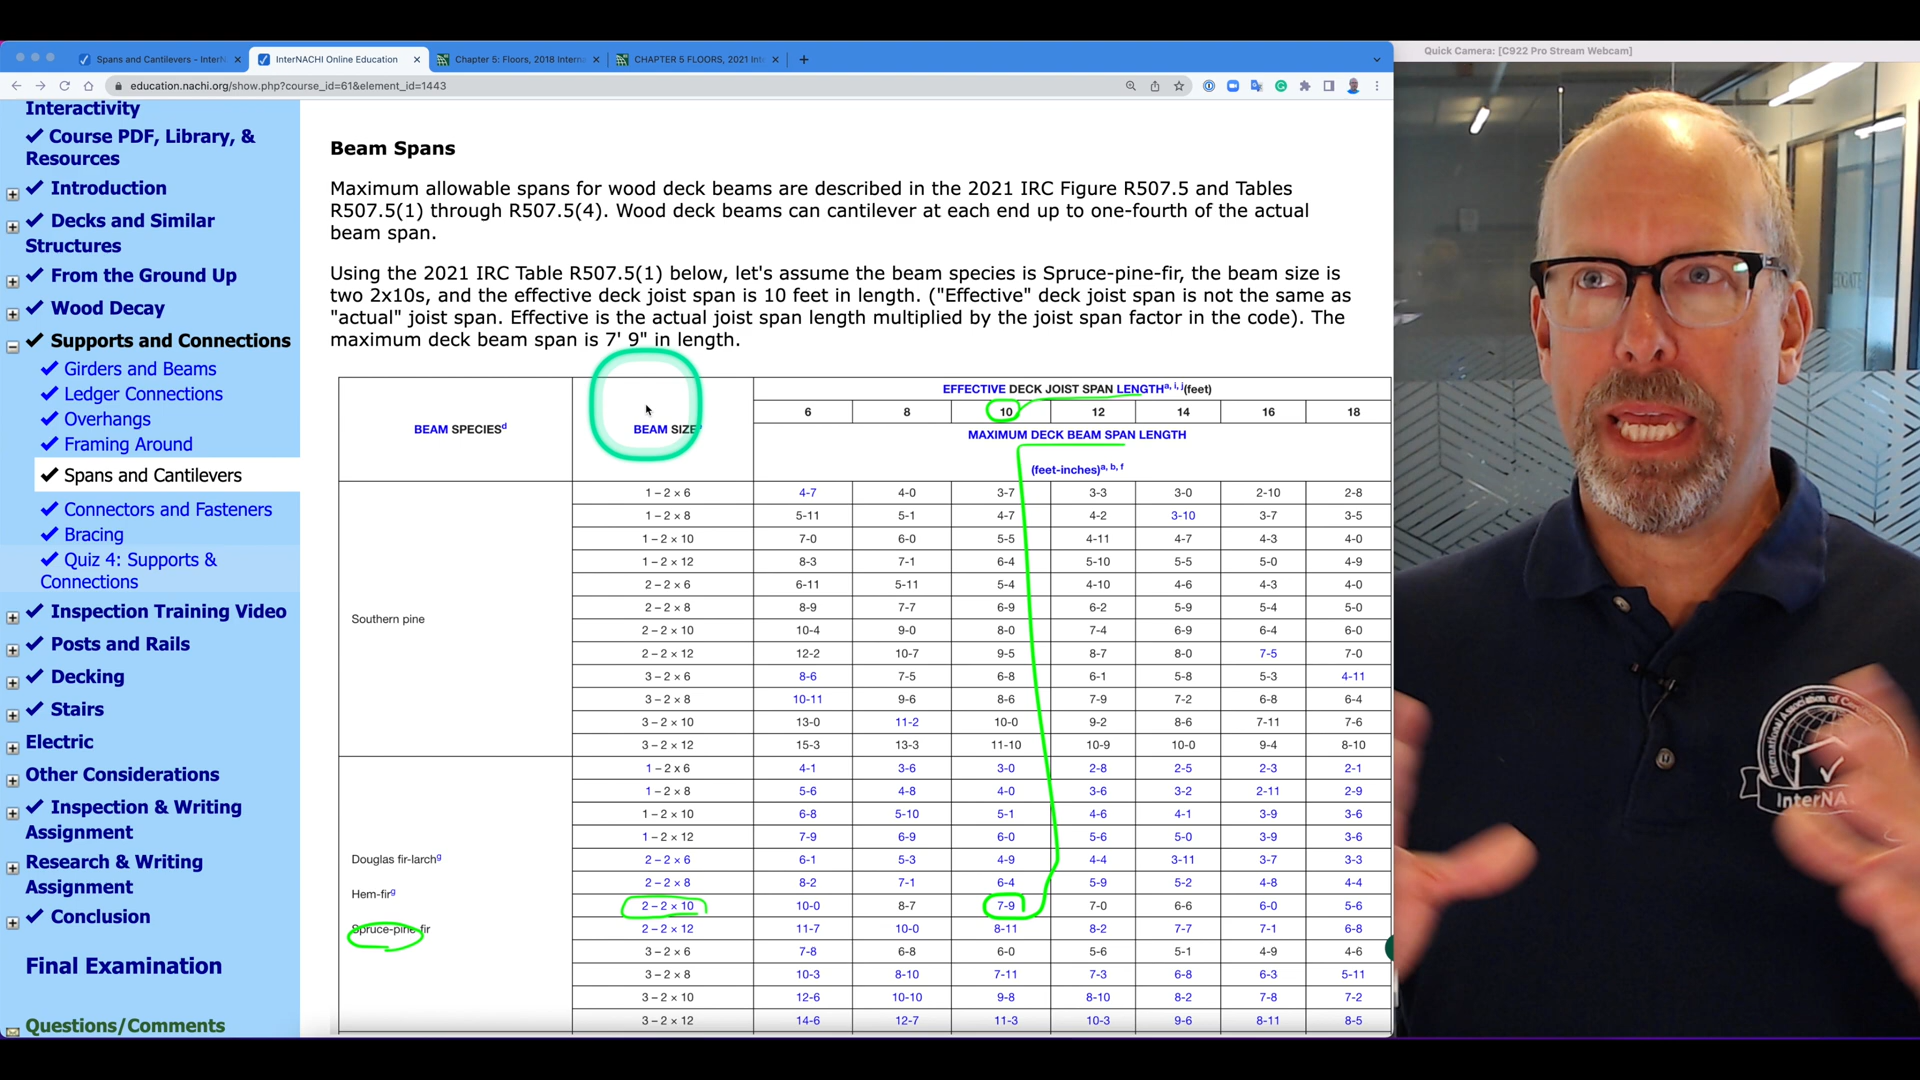 Quick Camera: [C922 Pro Stream Webcam]
Spans and Cantilevers - InterN
InterNACHI Online Education
Chapter 5: Floors, 2018 Interna
CHAPTER 5 FLOORS, 2021 Inte
education.nachi.org/show.php?course_id=61&element_id=1443
Interactivity
Course PDF, Library, &
Resources
Introduction
Decks and Similar
Structures
From the Ground Up
Wood Decay
Supports and Connections
Girders and Beams
Ledger Connections
Overhangs
Framing Around
Spans and Cantilevers
Connectors and Fasteners
Bracing
Quiz 4: Supports &
Connections
Inspection Training Video
Posts and Rails
Decking
Stairs
Electric
Other Considerations
Inspection & Writing
Assignment
Research & Writing
Assignment
Conclusion
Final Examination
Questions/Comments
Beam Spans
Maximum allowable spans for wood deck beams are described in the 2021 IRC Figure R507.5 and Tables
R507.5(1) through R507.5(4). Wood deck beams can cantilever at each end up to one-fourth of the actual
beam span.
Using the 2021 IRC Table R507.5(1) below, let's assume the beam species is Spruce-pine-fir, the beam size is
two 2x10s, and the effective deck joist span is 10 feet in length. ("Effective" deck joist span is not the same as
"actual" joist span. Effective is the actual joist span length multiplied by the joist span factor in the code). The
maximum deck beam span is 7' 9" in length.
BEAM SPECIESd
BEAM SIZE
EFFECTIVE DECK JOIST SPAN LENGTHa, i, j(feet)
6 8 10 12 14 16 18
MAXIMUM DECK BEAM SPAN LENGTH
(feet-inches)a, b, f
Southern pine
1 – 2 × 6 4-7 4-0 3-7 3-3 3-0 2-10 2-8
1 – 2 × 8 5-11 5-1 4-7 4-2 3-10 3-7 3-5
1 – 2 × 10 7-0 6-0 5-5 4-11 4-7 4-3 4-0
1 – 2 × 12 8-3 7-1 6-4 5-10 5-5 5-0 4-9
2 – 2 × 6 6-11 5-11 5-4 4-10 4-6 4-3 4-0
2 – 2 × 8 8-9 7-7 6-9 6-2 5-9 5-4 5-0
2 – 2 × 10 10-4 9-0 8-0 7-4 6-9 6-4 6-0
2 – 2 × 12 12-2 10-7 9-5 8-7 8-0 7-5 7-0
3 – 2 × 6 8-6 7-5 6-8 6-1 5-8 5-3 4-11
3 – 2 × 8 10-11 9-6 8-6 7-9 7-2 6-8 6-4
3 – 2 × 10 13-0 11-2 10-0 9-2 8-6 7-11 7-6
3 – 2 × 12 15-3 13-3 11-10 10-9 10-0 9-4 8-10
Douglas fir-larchg
Hem-firg
Spruce-pine-fir
1 – 2 x 6 4-1 3-6 3-0 2-8 2-5 2-3 2-1
1 – 2 × 8 5-6 4-8 4-0 3-6 3-2 2-11 2-9
1 – 2 × 10 6-8 5-10 5-1 4-6 4-1 3-9 3-6
1 – 2 × 12 7-9 6-9 6-0 5-6 5-0 3-9 3-6
2 – 2 × 6 6-1 5-3 4-9 4-4 3-11 3-7 3-3
2 – 2 × 8 8-2 7-1 6-4 5-9 5-2 4-8 4-4
2 – 2 × 10 10-0 8-7 7-9 7-0 6-6 6-0 5-6
2 – 2 × 12 11-7 10-0 8-11 8-2 7-7 7-1 6-8
3 – 2 × 6 7-8 6-8 6-0 5-6 5-1 4-9 4-6
3 – 2 × 8 10-3 8-10 7-11 7-3 6-8 6-3 5-11
3 – 2 × 10 12-6 10-10 9-8 8-10 8-2 7-8 7-2
3 – 2 × 12 14-6 12-7 11-3 10-3 9-6 8-11 8-5
International Association of
InterNA